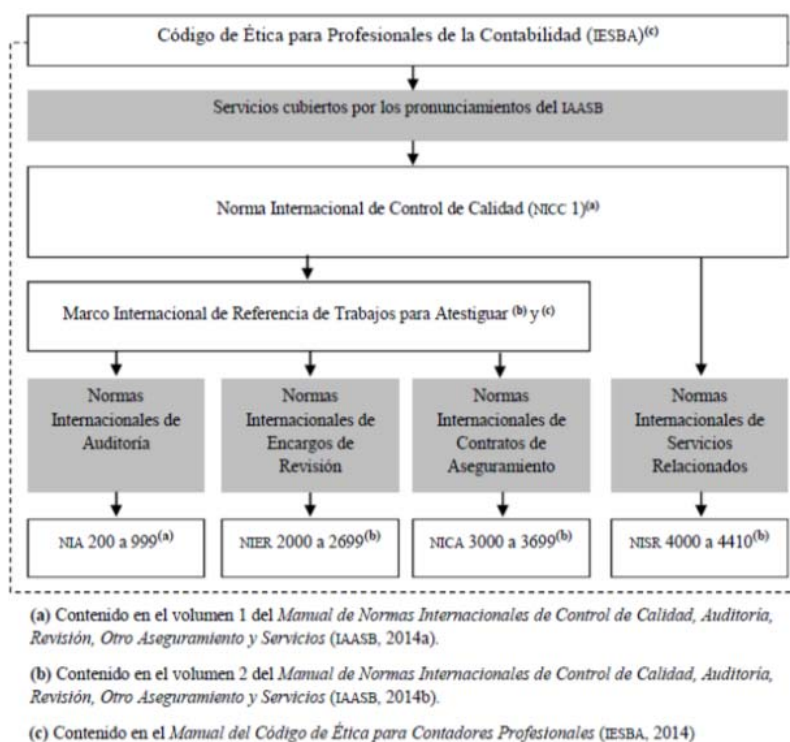 Código de Ética para Profesionales de la Contabilidad (IESBA)(c)
Servicios cubiertos por los pronunciamientos del IAASB
Norma Internacional de Control de Calidad (NICC 1)(a)
Marco Internacional de Referencia de Trabajos para Atestiguar (b) y (c)
Normas
Internacionales de
Auditoría
Normas
Internacionales de
Encargos de
Revisión
Normas
Internacionales de
Contratos de
Aseguramiento
Normas
Internacionales de
Servicios
Relacionados
NIA 200 a 999(a)
NIER 2000 a 2699(b)
NICA 3000 a 3699(b)
NISR 4000 a 4410(b)
(a) Contenido en el volumen 1 del Manual de Normas Internacionales de Control de Calidad, Auditoría,
Revisión, Otro Aseguramiento y Servicios (IAASB, 2014a).
(b) Contenido en el volumen 2 del Manual de Normas Internacionales de Control de Calidad, Auditoría,
Revisión, Otro Aseguramiento y Servicios (IAASB, 2014b).
(c) Contenido en el Manual del Código de Ética para Contadores Profesionales (IESBA, 2014)